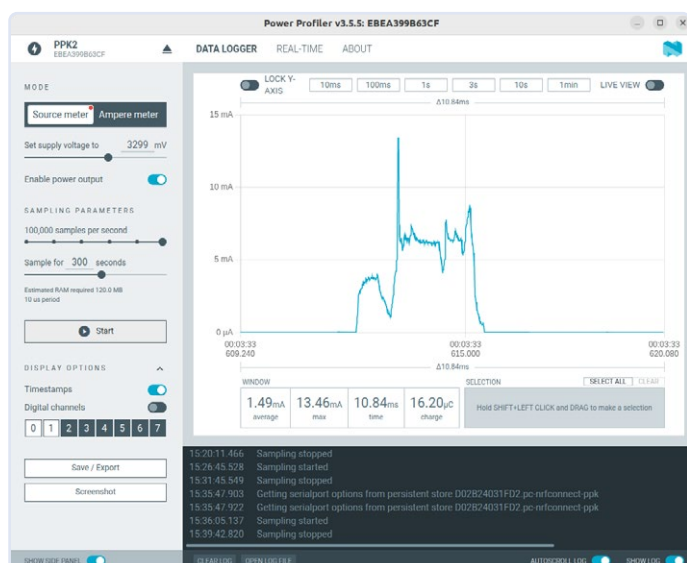 Power Profiler v3.5.5: EBEA399B63CF
PPK2
EBEA399B63CF
DATA LOGGER REAL-TIME ABOUT
MODE
Source meter Ampere meter
Set supply voltage to 3299 mV
Enable power output
SAMPLING PARAMETERS
100,000 samples per second
Sample for 300 seconds
Estimated RAM required 120.0 MB
10 us period
Start
DISPLAY OPTIONS
Timestamps
Digital channels
0 1 2 3 4 5 6 7
Save / Export
Screenshot
SHOW SIDE PANEL
LOCK Y-
AXIS
10ms 100ms 1s 3s 10s 1min LIVE VIEW
Δ10.84ms
15 mA
10 mA
5 mA
0 µA
00:03:33 00:03:33 00:03:33
609.240 615.000 620.080
Δ10.84ms
WINDOW
1.49mA 13.46mA 10.84ms 16.20µC
average max time charge
SELECTION SELECT ALL CLEAR
Hold SHIFT+LEFT CLICK and DRAG to make a selection
15:20:11.466 Sampling stopped
15:26:45.528 Sampling started
15:31:45.549 Sampling stopped
15:35:47.903 Getting serialport options from persistent store D02B24031FD2.pc-nrfconnect-ppk
15:35:47.922 Getting serialport options from persistent store D02B24031FD2.pc-nrfconnect-ppk
15:36:05.137 Sampling started
15:39:42.820 Sampling stopped
CLEAR LOG OPEN LOG FILE AUTOSCROLL LOG SHOW LOG